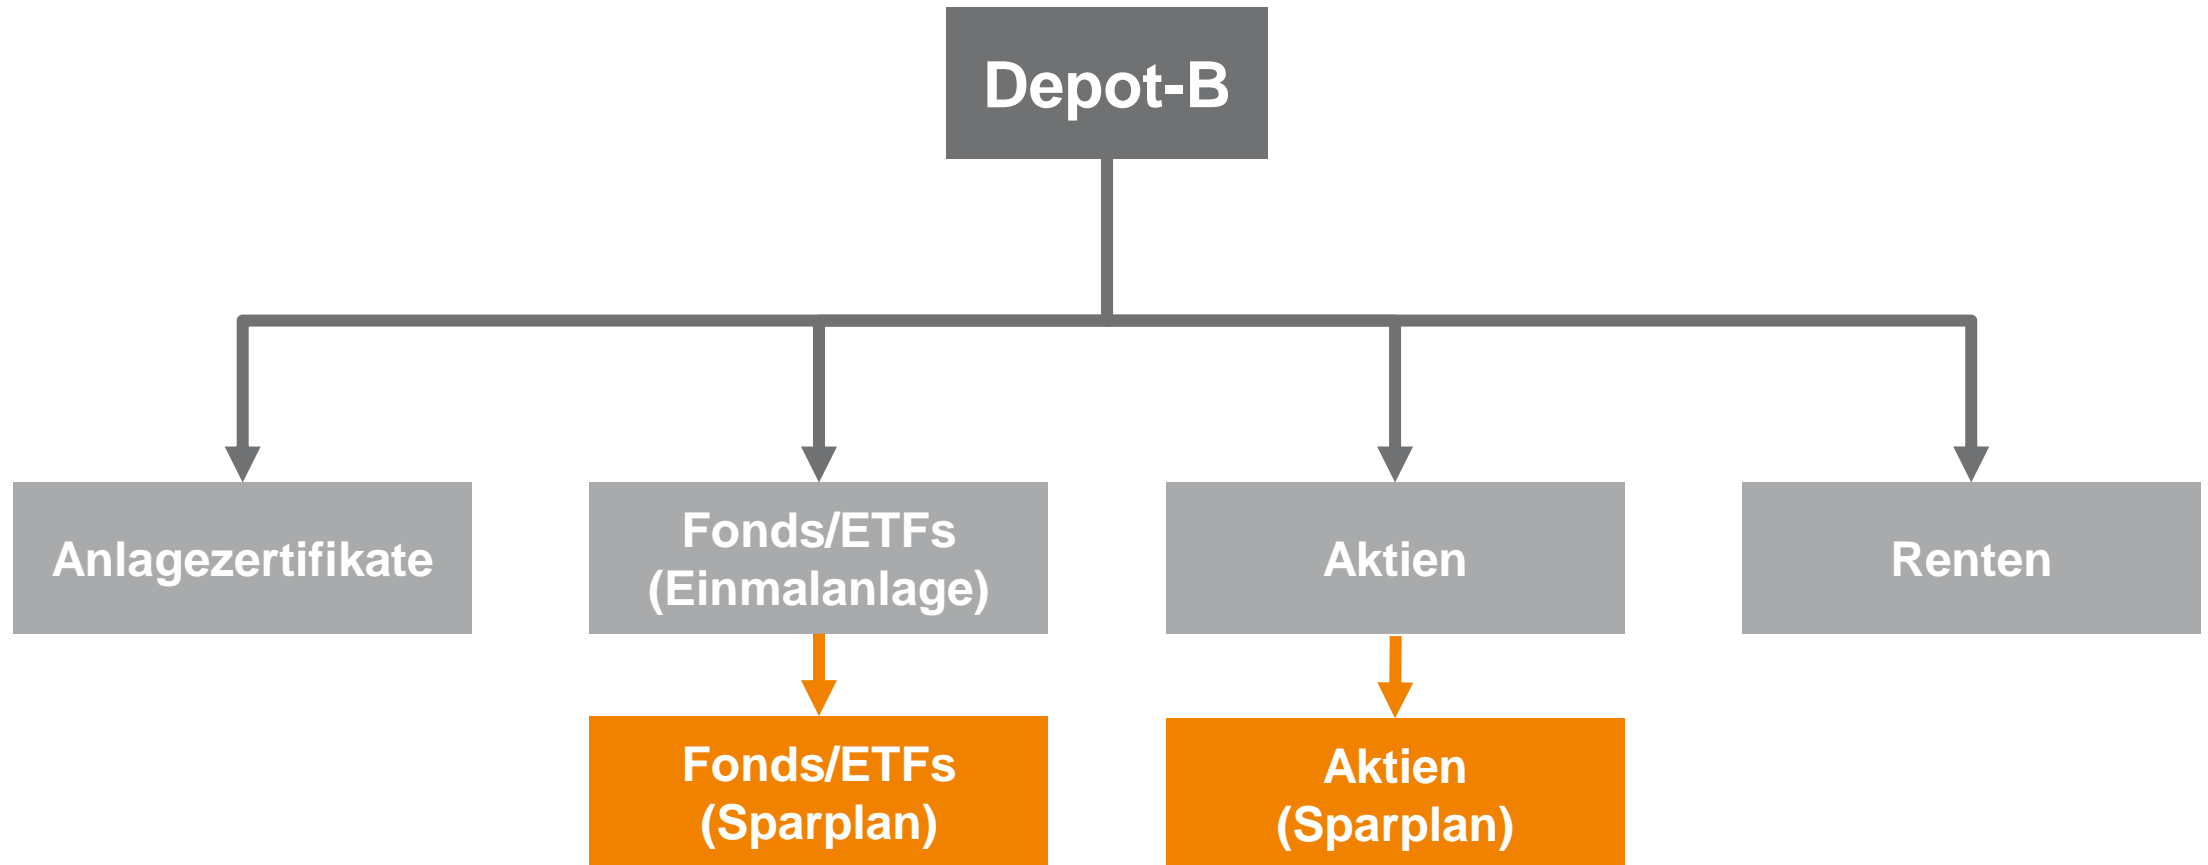 Depot-B
Anlagezertifikate
Fonds/ETFs
(Einmalanlage)
Aktien
Renten
Fonds/ETFs
(Sparplan)
Aktien
(Sparplan)